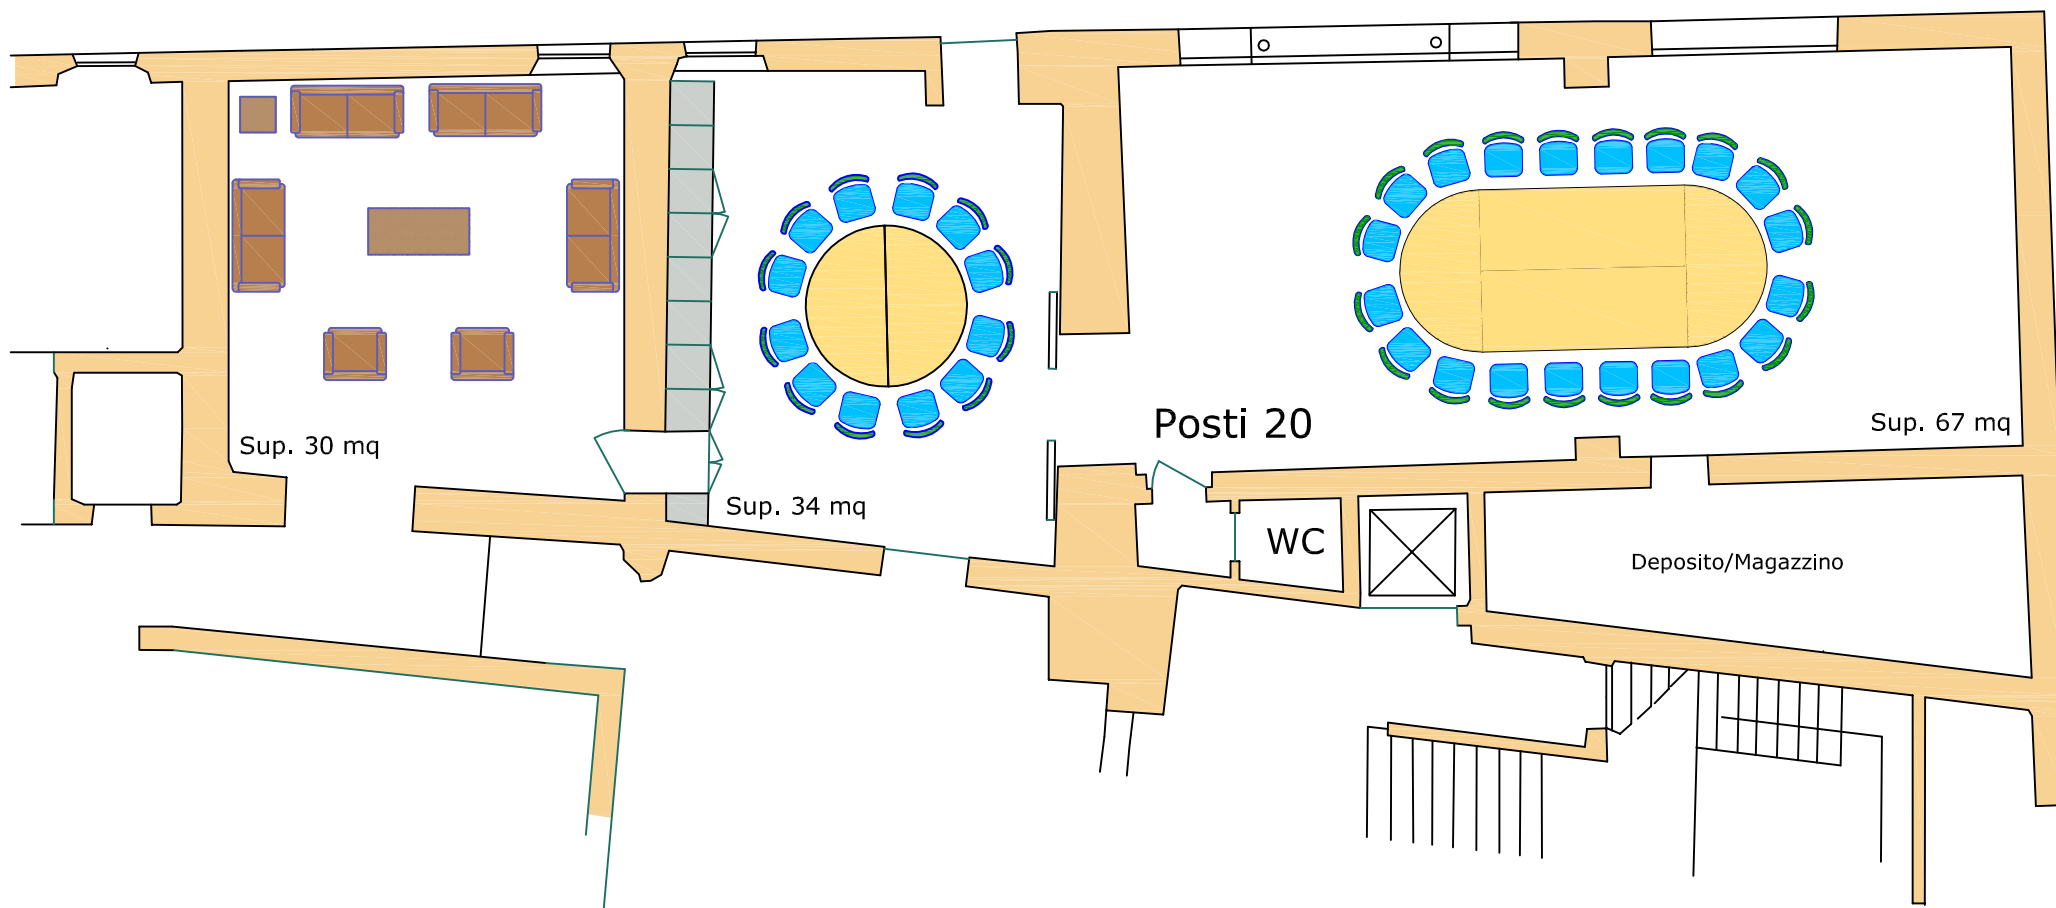 Posti 20
Sup. 67 mq
Sup. 30 mq
Sup. 34 mq
WC
Deposito/Magazzino